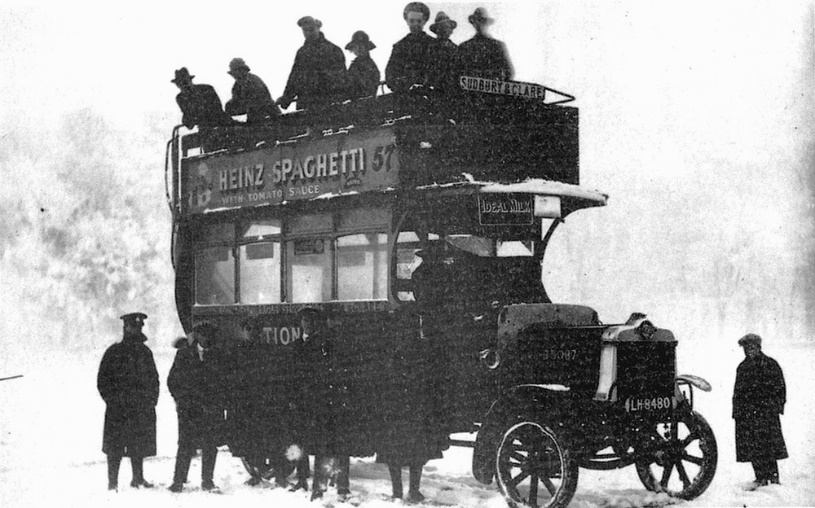 SUDBURY & CLARE
HEINZ SPAGHETTI 57
WITH TOMATO SAUCE
IDEAL MILK
TION
LH 8480